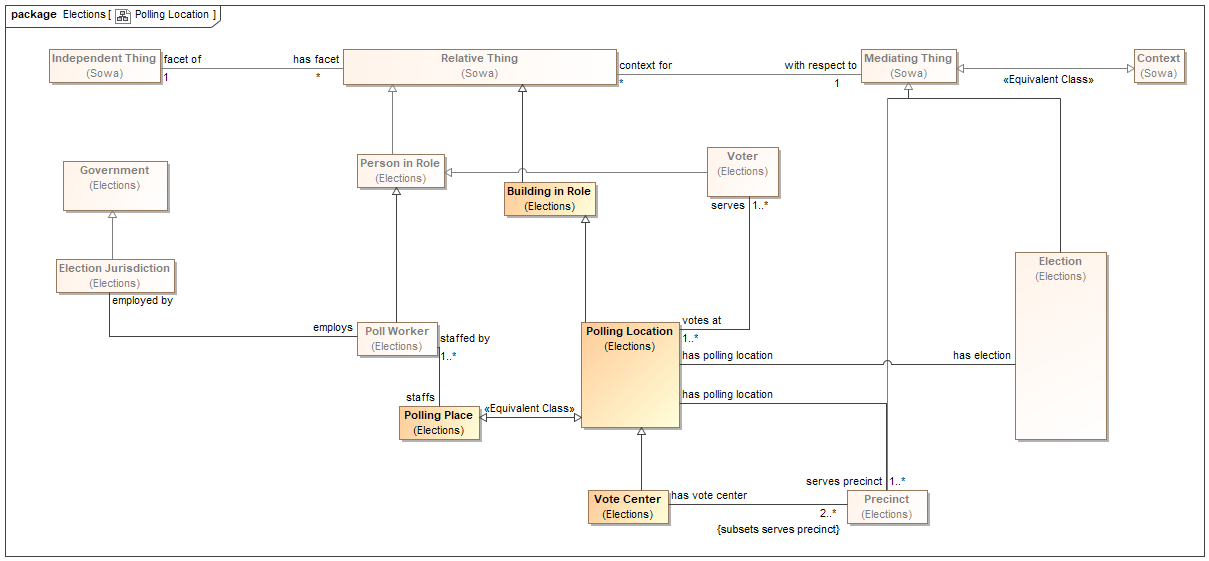 package Elections [ Polling Location ]
Independent Thing
(Sowa)
facet of
1
has facet
*
Relative Thing
(Sowa)
context for
*
with respect to
1
Mediating Thing
(Sowa)
«Equivalent Class»
Context
(Sowa)
Government
(Elections)
Person in Role
(Elections)
Building in Role
(Elections)
Voter
(Elections)
serves 1..*
Election Jurisdiction
(Elections)
employed by
employs
Poll Worker
(Elections)
staffed by
1..*
staffs
Polling Place
(Elections)
«Equivalent Class»
Polling Location
(Elections)
votes at
1..*
has polling location
has election
Election
(Elections)
has polling location
serves precinct 1..*
Vote Center
(Elections)
has vote center
2..*
{subsets serves precinct}
Precinct
(Elections)